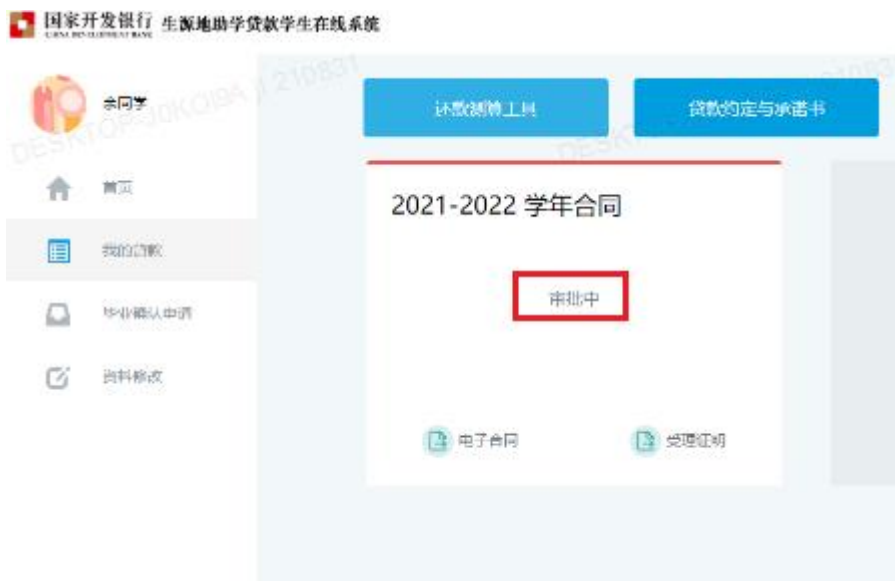 国家开发银行 生源地助学贷款学生在线系统
CHINA DEVELOPMENT BANK
余同学
还款测算工具
贷款约定与承诺书
首页
2021-2022 学年合同
我的贷款
审批中
毕业确认申请
资料修改
电子合同
受理证明